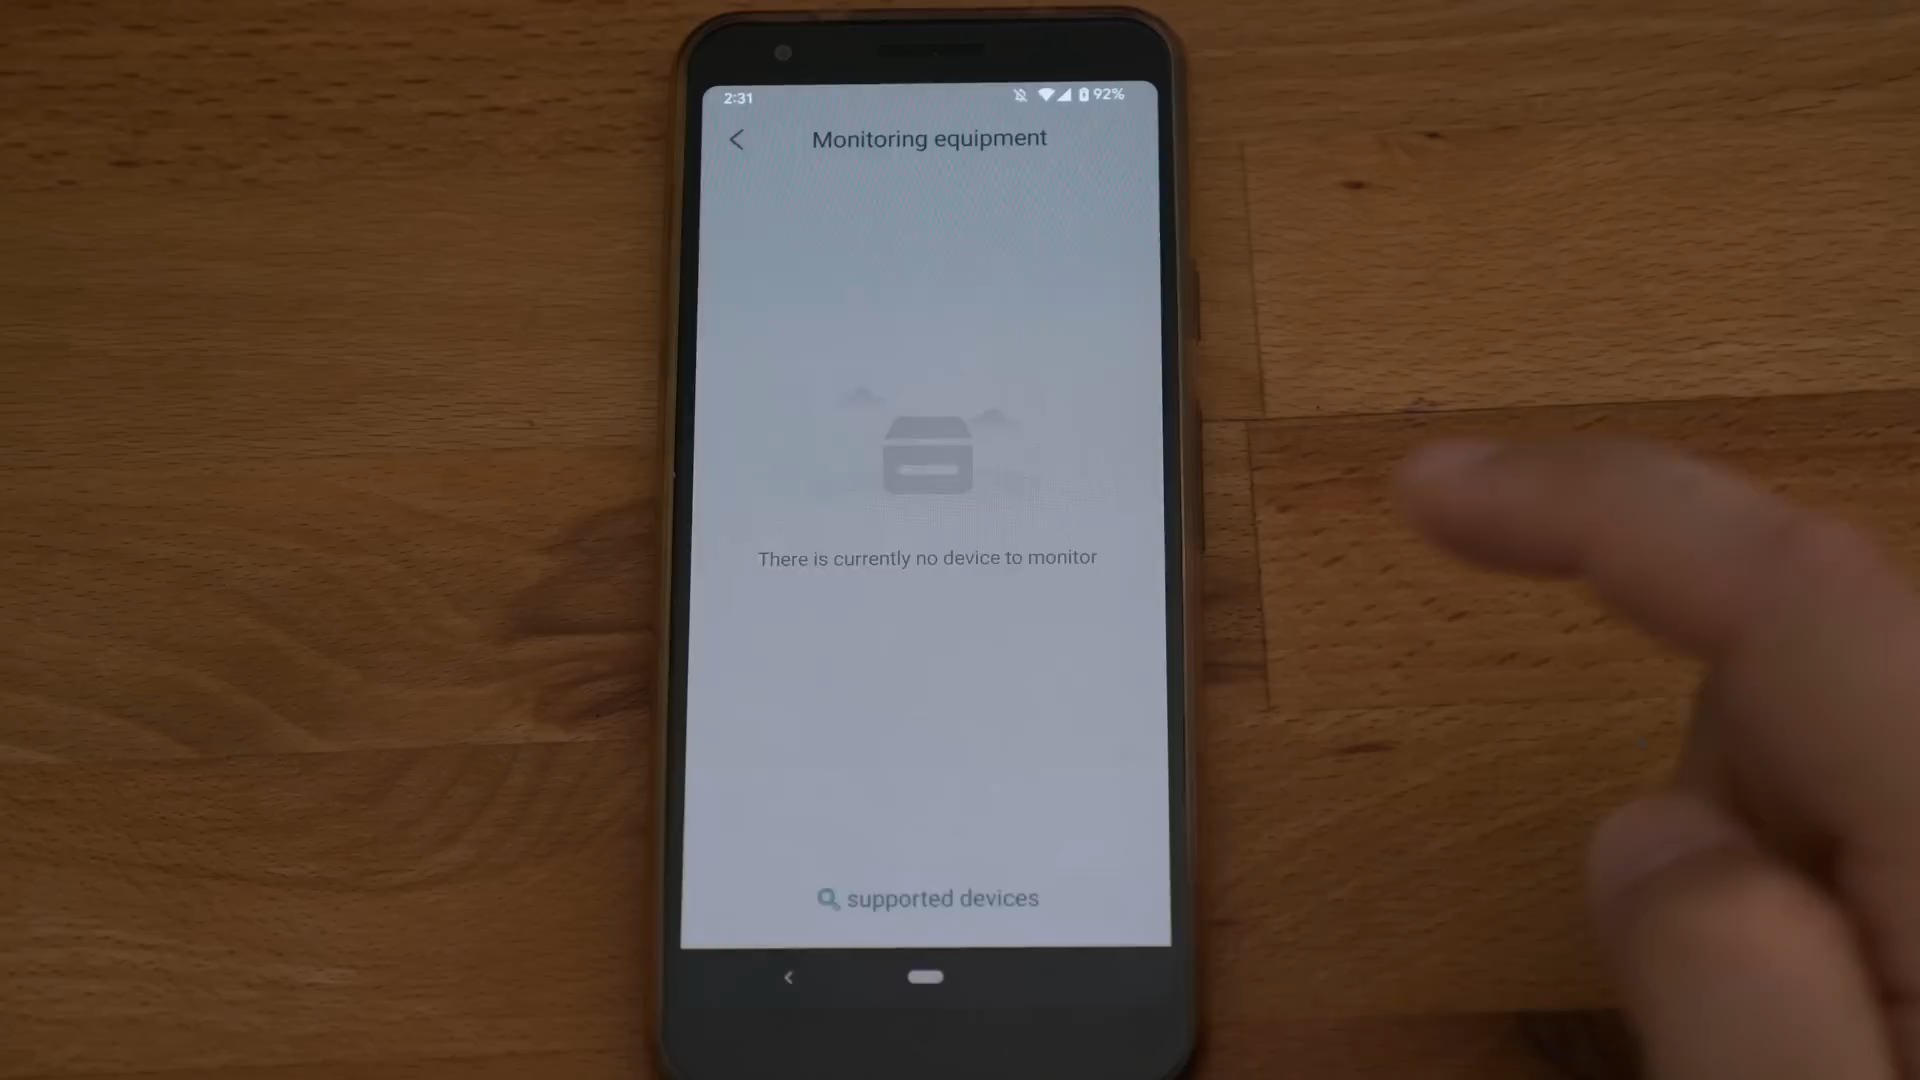 2:31 92%
Monitoring equipment
There is currently no device to monitor
supported devices